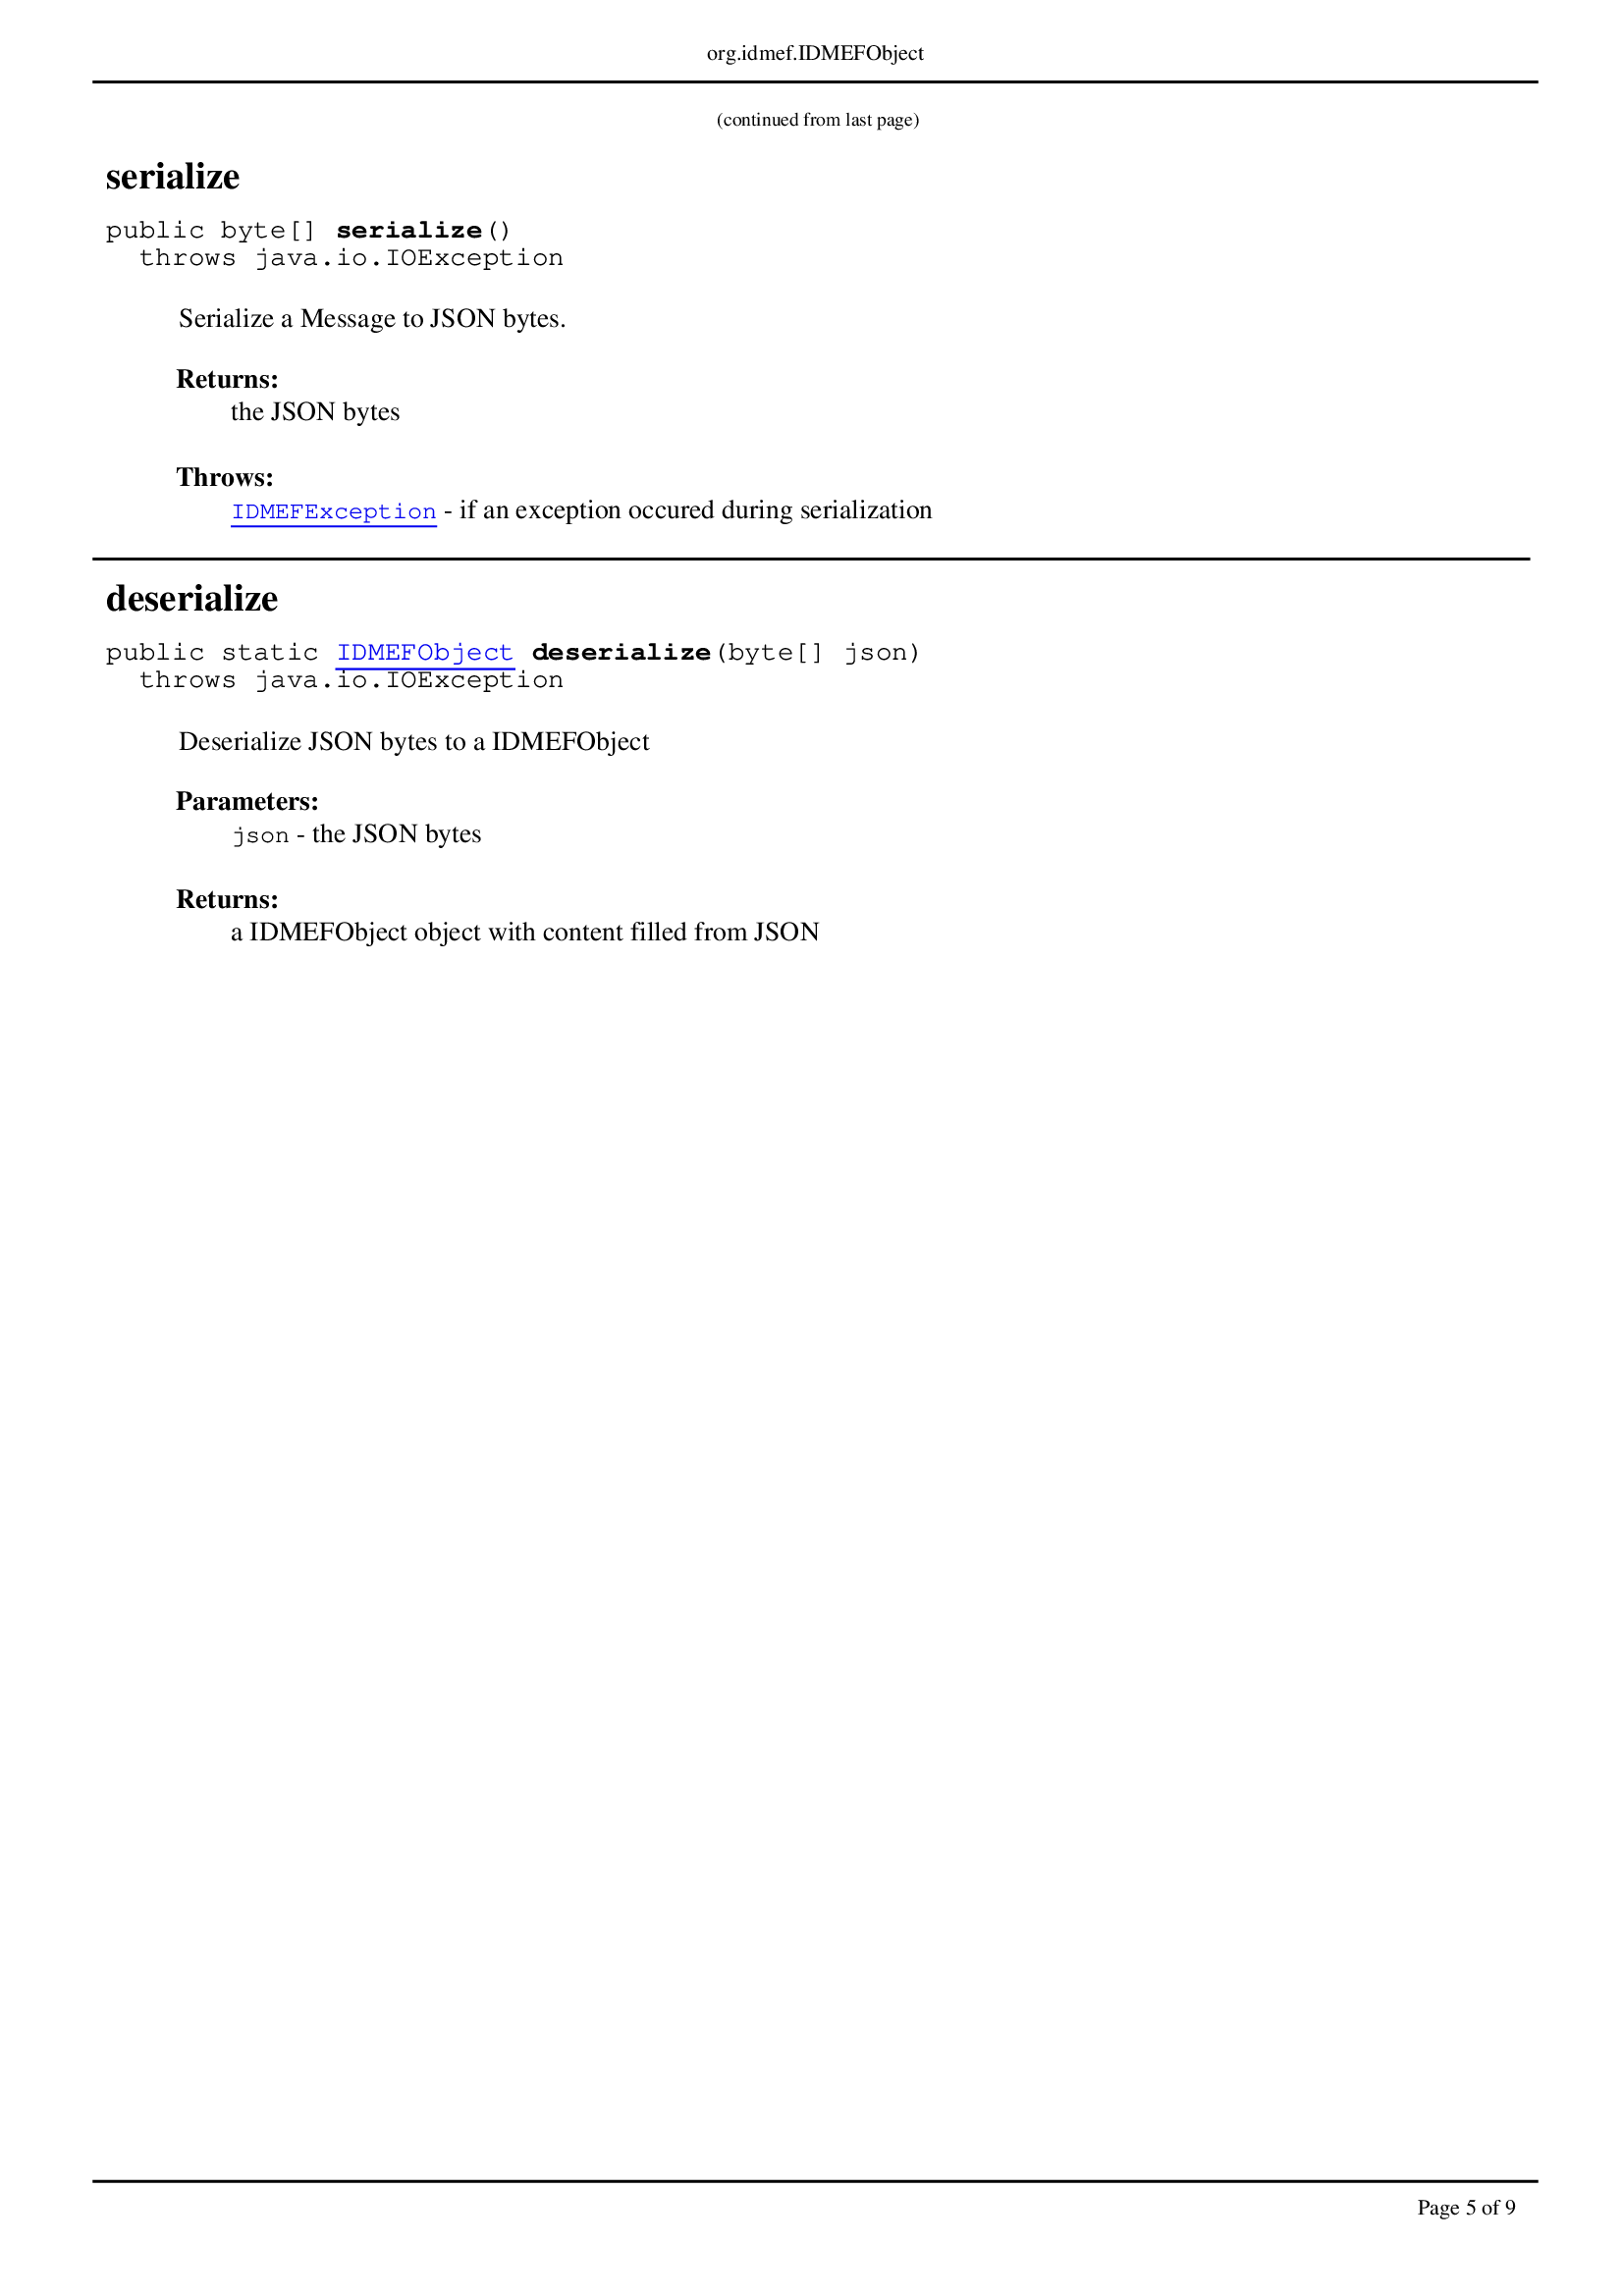 org.idmef.IDMEFObject
(continued from last page)
serialize
public byte[] serialize()
throws java.io.IOException
Serialize a Message to JSON bytes.
Returns:
the JSON bytes
Throws:
IDMEFException - if an exception occured during serialization
deserialize
public static IDMEFObject deserialize(byte[] json)
throws java.io.IOException
Deserialize JSON bytes to a IDMEFObject
Parameters:
json - the JSON bytes
Returns:
a IDMEFObject object with content filled from JSON
Page 5 of 9